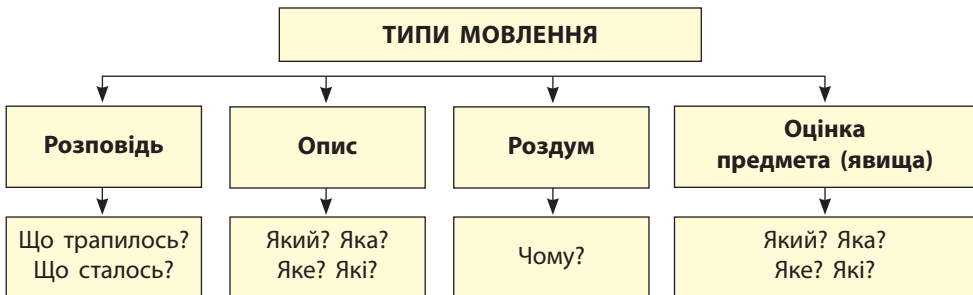 ТИПИ МОВЛЕННЯ
Розповідь
Опис
Роздум
Оцінка
предмета (явища)
Що трапилось?
Що сталось?
Який? Яка?
Яке? Які?
Чому?
Який? Яка?
Яке? Які?